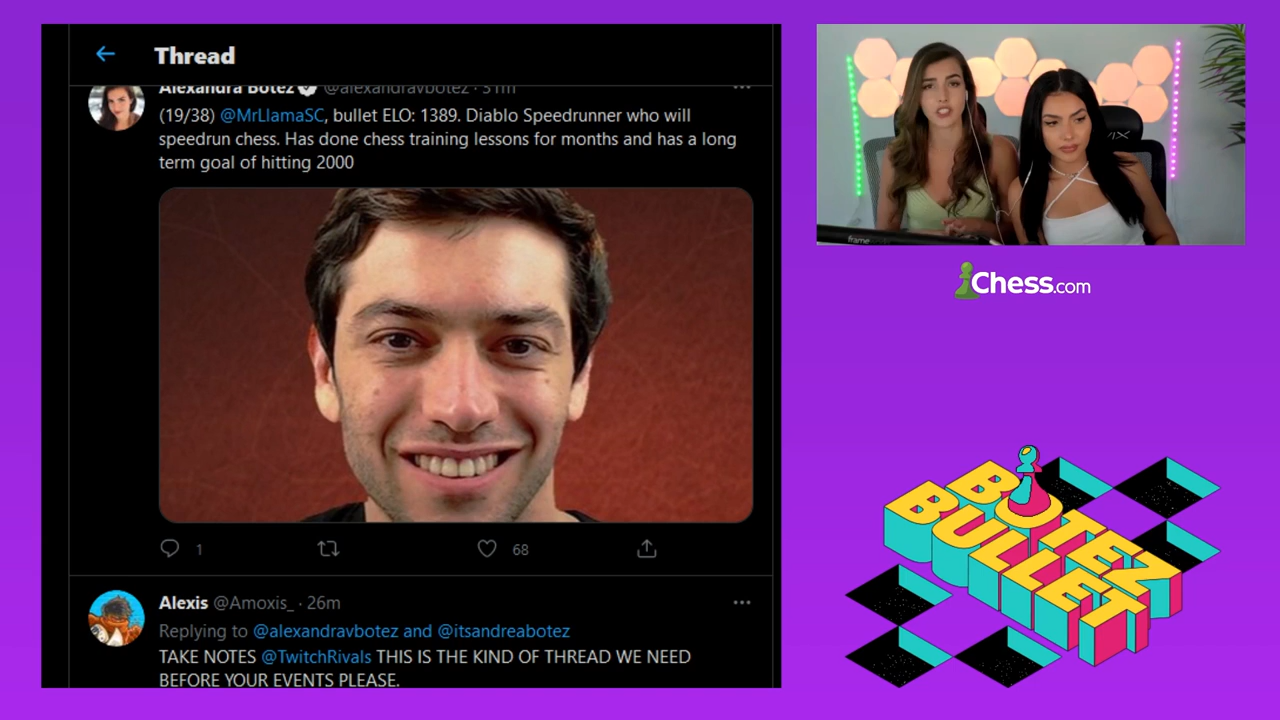 Thread
Alexandra Botez @alexandravbotez · 31m
(19/38) @MrLlamaSC, bullet ELO: 1389. Diablo Speedrunner who will
speedrun chess. Has done chess training lessons for months and has a long
term goal of hitting 2000
1
68
Alexis @Amoxis_ · 26m
Replying to @alexandravbotez and @itsandreabotez
TAKE NOTES @TwitchRivals THIS IS THE KIND OF THREAD WE NEED
BEFORE YOUR EVENTS PLEASE.
frame
Chess.com
BOTEZ
BULLET